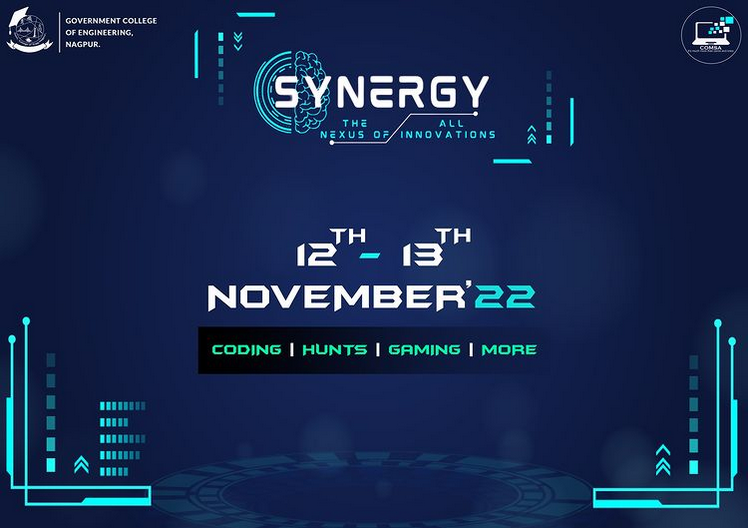 GOVERNMENT COLLEGE
OF ENGINEERING,
NAGPUR.
COMSA
SYNERGY
THE ALL
NEXUS OF INNOVATIONS
12TH - 13TH
NOVEMBER'22
CODING | HUNTS | GAMING | MORE